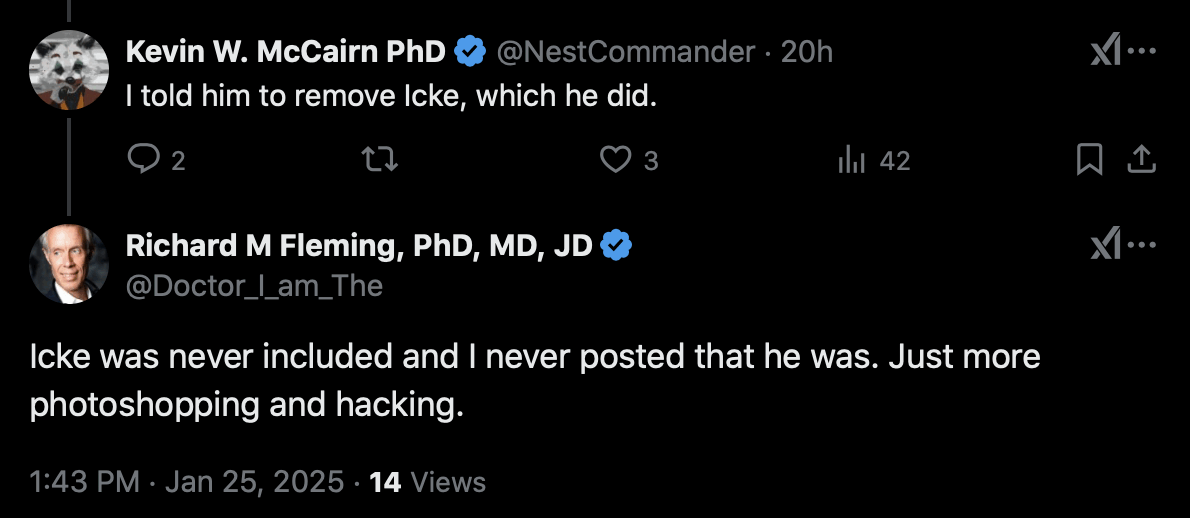 Kevin W. McCairn PhD @NestCommander · 20h
I told him to remove Icke, which he did.
2 3 42
Richard M Fleming, PhD, MD, JD
@Doctor_I_am_The
Icke was never included and I never posted that he was. Just more
photoshopping and hacking.
1:43 PM · Jan 25, 2025 · 14 Views